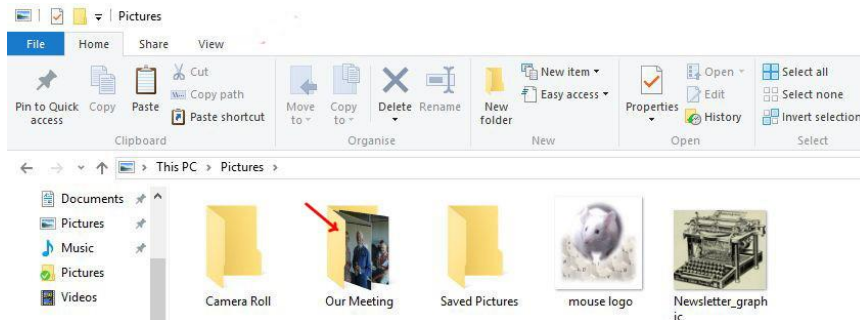 Pictures
File Home Share View
Pin to Quick access
Copy
Paste
Cut
Copy path
Paste shortcut
Clipboard
Move to
Copy to
Delete
Rename
Organise
New folder
New item
Easy access
New
Properties
Open
Edit
History
Open
Select all
Select none
Invert selection
Select
This PC > Pictures >
Documents
Pictures
Music
Pictures
Videos
Camera Roll
Our Meeting
Saved Pictures
mouse logo
Newsletter_graph
ic